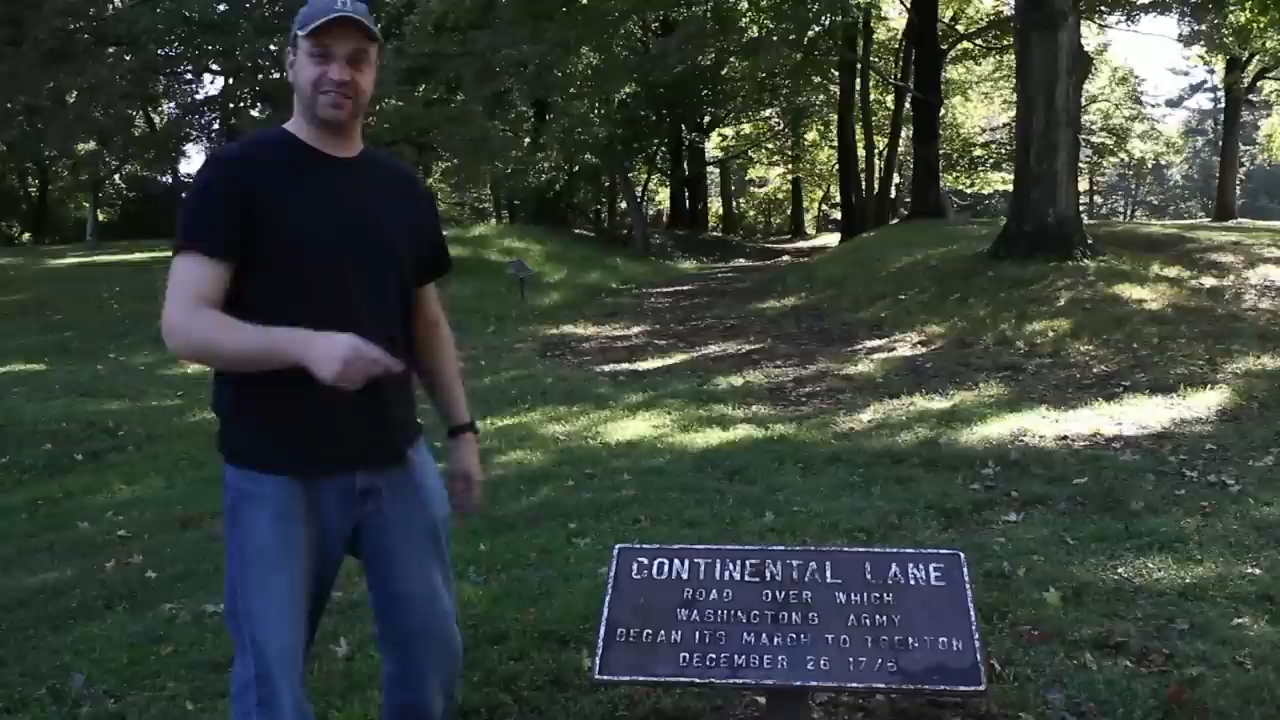 CONTINENTAL LANE
ROAD OVER WHICH
WASHINGTONS ARMY
BEGAN ITS MARCH TO TRENTON
DECEMBER 26 1776